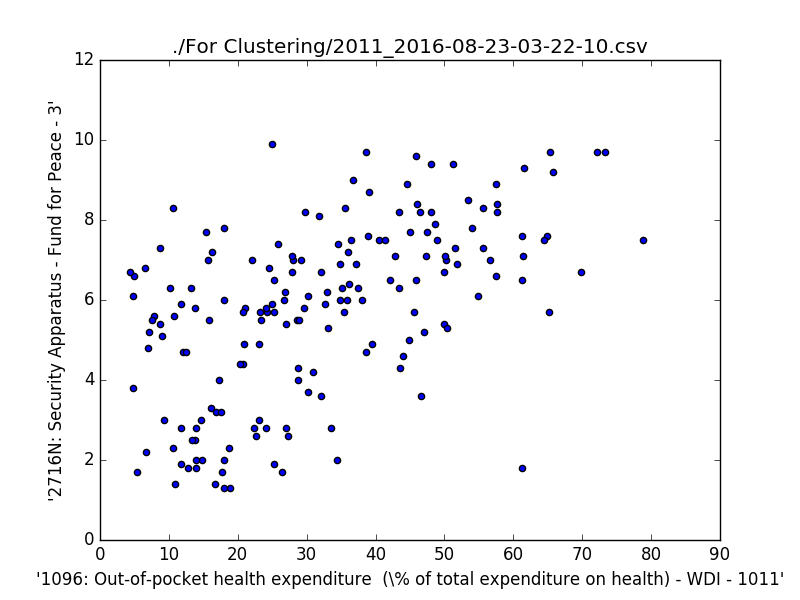 ./For Clustering/2011_2016-08-23-03-22-10.csv
12
10
8
6
4
2
0
'2716N: Security Apparatus - Fund for Peace - 3'
0 10 20 30 40 50 60 70 80 90
'1096: Out-of-pocket health expenditure  (\% of total expenditure on health) - WDI - 1011'